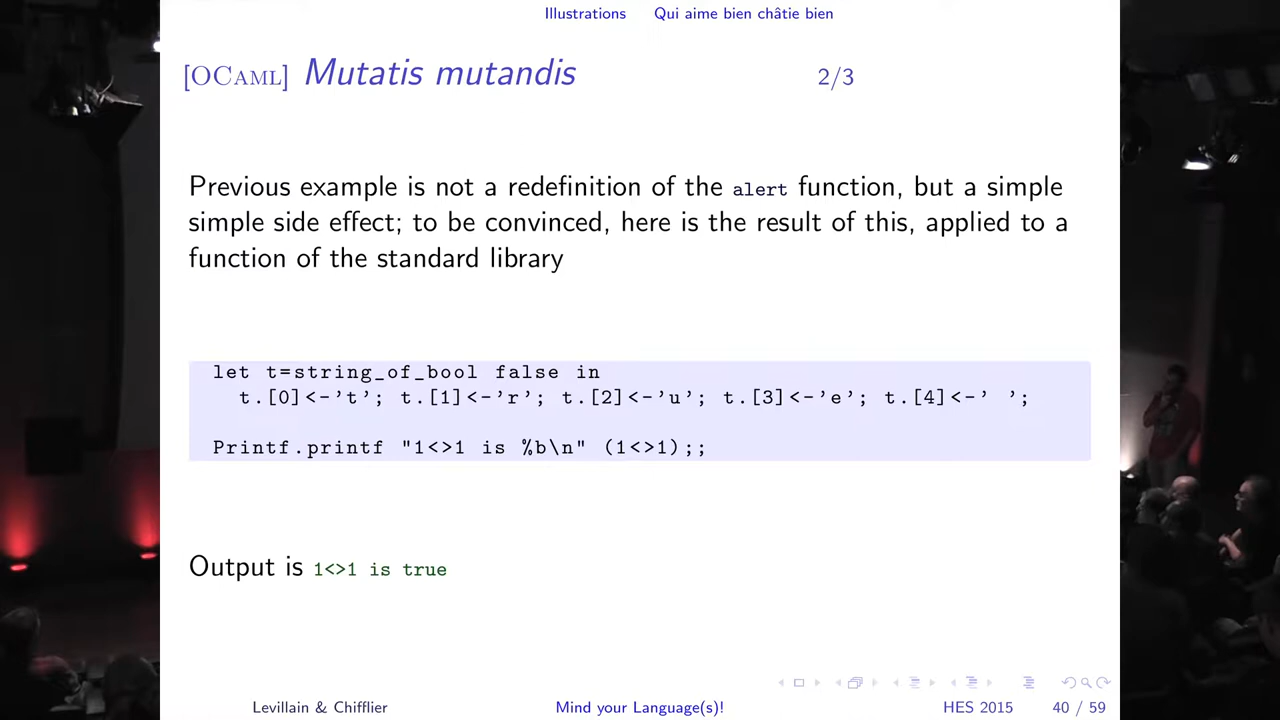 Illustrations Qui aime bien châtie bien
[OCAML] Mutatis mutandis 2/3
Previous example is not a redefinition of the alert function, but a simple
simple side effect; to be convinced, here is the result of this, applied to a
function of the standard library
let t=string_of_bool false in
t.[0]<-'t'; t.[1]<-'r'; t.[2]<-'u'; t.[3]<-'e'; t.[4]<-' ';
Printf.printf "1<>1 is %b\n" (1<>1);;
Output is 1<>1 is true
Levillain & Chifflier Mind your Language(s)! HES 2015 40 / 59